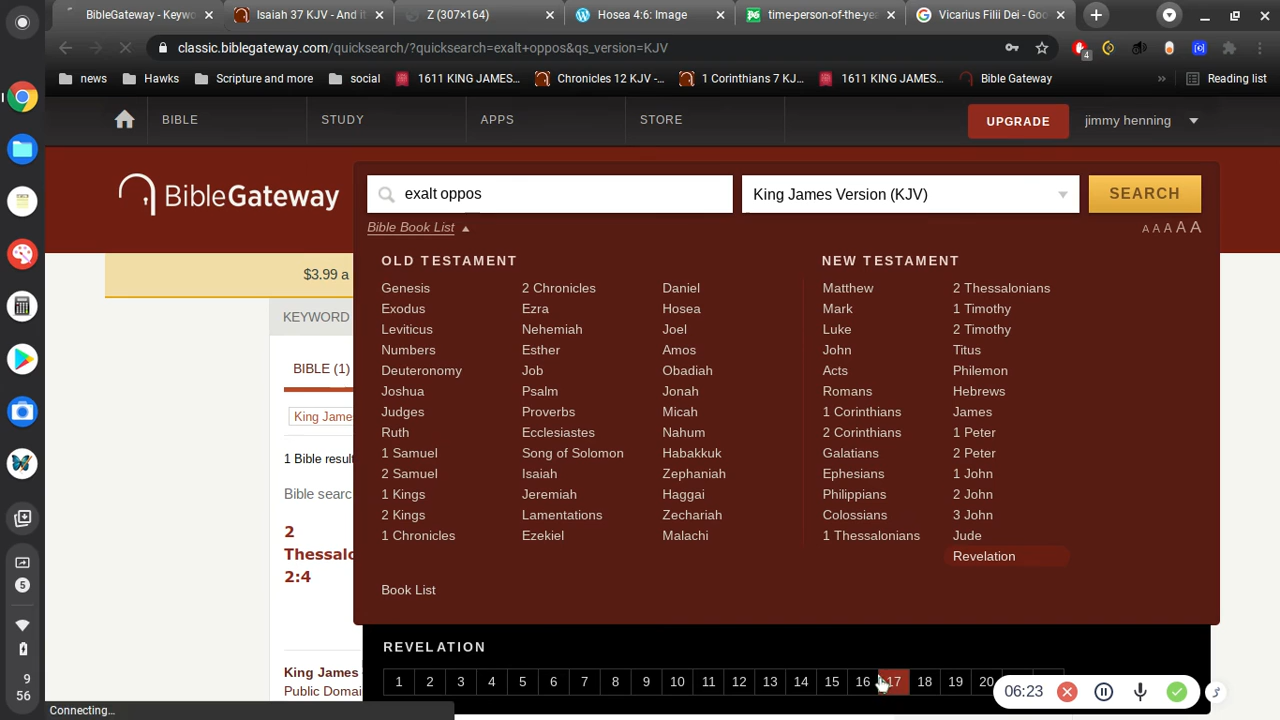 BibleGateway - Keywo
Isaiah 37 KJV - And it
Z (307×164)
Hosea 4:6: Image
time-person-of-the-yea
Vicarius Filii Dei - Goo
classic.biblegateway.com/quicksearch/?quicksearch=exalt+oppos&qs_version=KJV
4
news
Hawks
Scripture and more
social
1611 KING JAMES...
Chronicles 12 KJV -...
1 Corinthians 7 KJ...
1611 KING JAMES...
Bible Gateway
»
Reading list
BIBLE
STUDY
APPS
STORE
UPGRADE
jimmy henning
BibleGateway
exalt oppos
King James Version (KJV)
SEARCH
Bible Book List
A A A A A
OLD TESTAMENT
NEW TESTAMENT
$3.99 a
Genesis 2 Chronicles Daniel Matthew 2 Thessalonians
Exodus Ezra Hosea Mark 1 Timothy
KEYWORD
Leviticus Nehemiah Joel Luke 2 Timothy
Numbers Esther Amos John Titus
BIBLE (1)
Deuteronomy Job Obadiah Acts Philemon
Joshua Psalm Jonah Romans Hebrews
King Jame
Judges Proverbs Micah 1 Corinthians James
Ruth Ecclesiastes Nahum 2 Corinthians 1 Peter
1 Bible result
1 Samuel Song of Solomon Habakkuk Galatians 2 Peter
2 Samuel Isaiah Zephaniah Ephesians 1 John
Bible searc
1 Kings Jeremiah Haggai Philippians 2 John
2 Kings Lamentations Zechariah Colossians 3 John
1 Chronicles Ezekiel Malachi 1 Thessalonians Jude
2
Thessalo
2:4
Revelation
Book List
REVELATION
King James
Public Domai
1 2 3 4 5 6 7 8 9 10 11 12 13 14 15 16 17 18 19 20
06:23
Connecting...
5
9
56